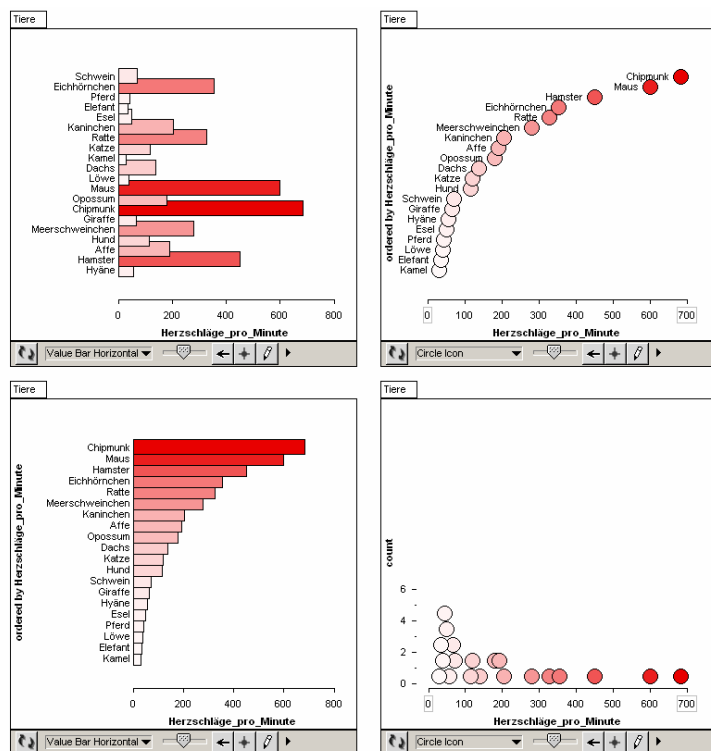 Tiere
Schwein
Eichhörnchen
Pferd
Elefant
Esel
Kaninchen
Ratte
Katze
Kamel
Dachs
Löwe
Maus
Opossum
Chipmunk
Giraffe
Meerschweinchen
Hund
Affe
Hamster
Hyäne
0 200 400 600 800
Herzschläge_pro_Minute
Value Bar Horizontal
Tiere
ordered by Herzschläge_pro_Minute
Chipmunk
Maus
Hamster
Eichhörnchen
Ratte
Meerschweinchen
Kaninchen
Affe
Opossum
Dachs
Katze
Hund
Schwein
Giraffe
Hyäne
Esel
Pferd
Löwe
Elefant
Kamel
0 100 200 300 400 500 600 700
Herzschläge_pro_Minute
Circle Icon
Tiere
ordered by Herzschläge_pro_Minute
Chipmunk
Maus
Hamster
Eichhörnchen
Ratte
Meerschweinchen
Kaninchen
Affe
Opossum
Dachs
Katze
Hund
Schwein
Giraffe
Hyäne
Esel
Pferd
Löwe
Elefant
Kamel
0 200 400 600 800
Herzschläge_pro_Minute
Value Bar Horizontal
Tiere
count
6
4
2
0
0 100 200 300 400 500 600 700
Herzschläge_pro_Minute
Circle Icon